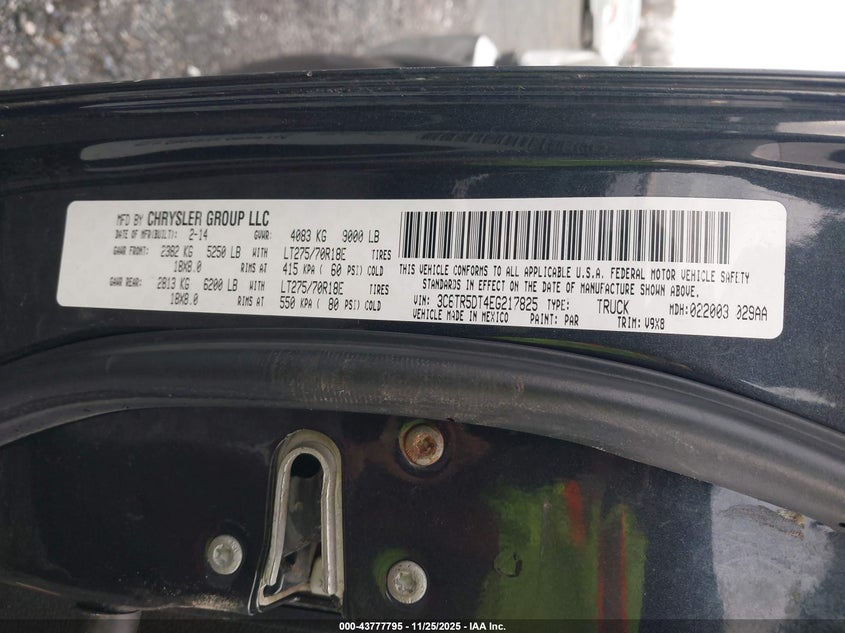 MFD BY CHRYSLER GROUP LLC
DATE OF MFR(BUILT): 2-14 GVWR: 4083 KG 9000 LB
GAWR FRONT: 2382 KG 5250 LB WITH LT275/70R18E TIRES
18X8.0 RIMS AT 415 KPA ( 60 PSI) COLD
GAWR REAR: 2813 KG 6200 LB WITH LT275/70R18E TIRES
18X8.0 RIMS AT 550 KPA ( 80 PSI) COLD
THIS VEHICLE CONFORMS TO ALL APPLICABLE U.S.A. FEDERAL MOTOR VEHICLE SAFETY
STANDARDS IN EFFECT ON THE DATE OF MANUFACTURE SHOWN ABOVE.
VIN: 3C6TR5DT4EG217825 TYPE: TRUCK MDH:022003 029AA
VEHICLE MADE IN MEXICO PAINT: PAR TRIM: V9X8
000-43777795 - 11/25/2025 - IAA Inc.